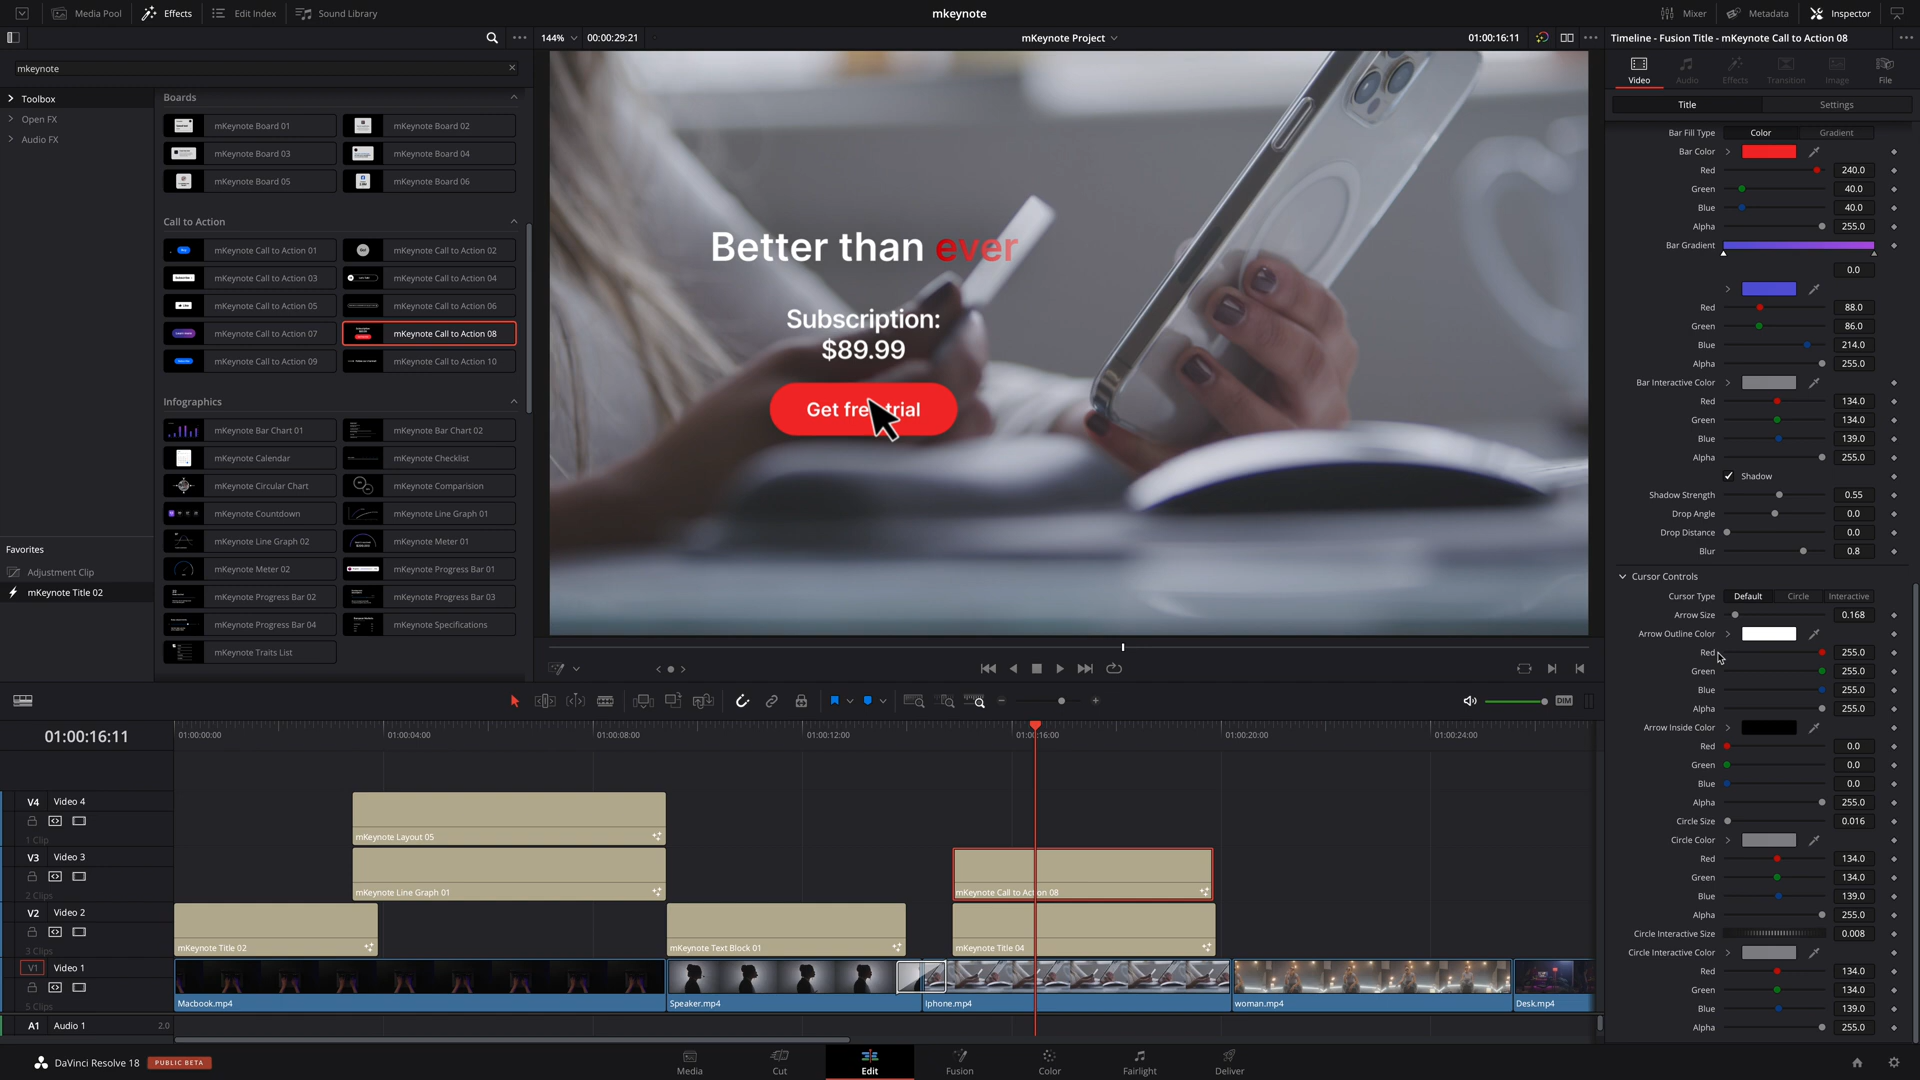 Media Pool
Effects
Edit Index
Sound Library
mkeynote
Mixer
Metadata
Inspector
144%
00:00:29:21
mKeynote Project
01:00:16:11
Timeline - Fusion Title - mKeynote Call to Action 08
mkeynote
Toolbox
Open FX
Audio FX
Boards
mKeynote Board 01
mKeynote Board 02
mKeynote Board 03
mKeynote Board 04
mKeynote Board 05
mKeynote Board 06
Call to Action
mKeynote Call to Action 01
mKeynote Call to Action 02
mKeynote Call to Action 03
mKeynote Call to Action 04
mKeynote Call to Action 05
mKeynote Call to Action 06
mKeynote Call to Action 07
mKeynote Call to Action 08
mKeynote Call to Action 09
mKeynote Call to Action 10
Infographics
mKeynote Bar Chart 01
mKeynote Bar Chart 02
mKeynote Calendar
mKeynote Checklist
mKeynote Circular Chart
mKeynote Comparision
mKeynote Countdown
mKeynote Line Graph 01
mKeynote Line Graph 02
mKeynote Meter 01
mKeynote Meter 02
mKeynote Progress Bar 01
mKeynote Progress Bar 02
mKeynote Progress Bar 03
mKeynote Progress Bar 04
mKeynote Specifications
mKeynote Traits List
Favorites
Adjustment Clip
mKeynote Title 02
Better than ever
Subscription:
$89.99
Get free trial
Video
Audio
Effects
Transition
Image
File
Title
Settings
Bar Fill Type Color Gradient
Bar Color
Red 240.0
Green 40.0
Blue 40.0
Alpha 255.0
Bar Gradient
0.0
Red 88.0
Green 86.0
Blue 214.0
Alpha 255.0
Bar Interactive Color
Red 134.0
Green 134.0
Blue 139.0
Alpha 255.0
Shadow
Shadow Strength 0.55
Drop Angle 0.0
Drop Distance 0.0
Blur 0.8
Cursor Controls
Cursor Type Default Circle Interactive
Arrow Size 0.168
Arrow Outline Color
Red 255.0
Green 255.0
Blue 255.0
Alpha 255.0
Arrow Inside Color
Red 0.0
Green 0.0
Blue 0.0
Alpha 255.0
Circle Size 0.016
Circle Color
Red 134.0
Green 134.0
Blue 139.0
Alpha 255.0
Circle Interactive Size 0.008
Circle Interactive Color
Red 134.0
Green 134.0
Blue 139.0
Alpha 255.0
DIM
01:00:16:11
01:00:00:00
01:00:04:00
01:00:08:00
01:00:12:00
01:00:16:00
01:00:20:00
01:00:24:00
V4 Video 4
1 Clip
mKeynote Layout 05
V3 Video 3
2 Clips
mKeynote Line Graph 01
mKeynote Call to Action 08
V2 Video 2
3 Clips
mKeynote Title 02
mKeynote Text Block 01
mKeynote Title 04
V1 Video 1
5 Clips
Macbook.mp4
Speaker.mp4
Iphone.mp4
woman.mp4
Desk.mp4
A1 Audio 1 2.0
DaVinci Resolve 18
PUBLIC BETA
Media
Cut
Edit
Fusion
Color
Fairlight
Deliver